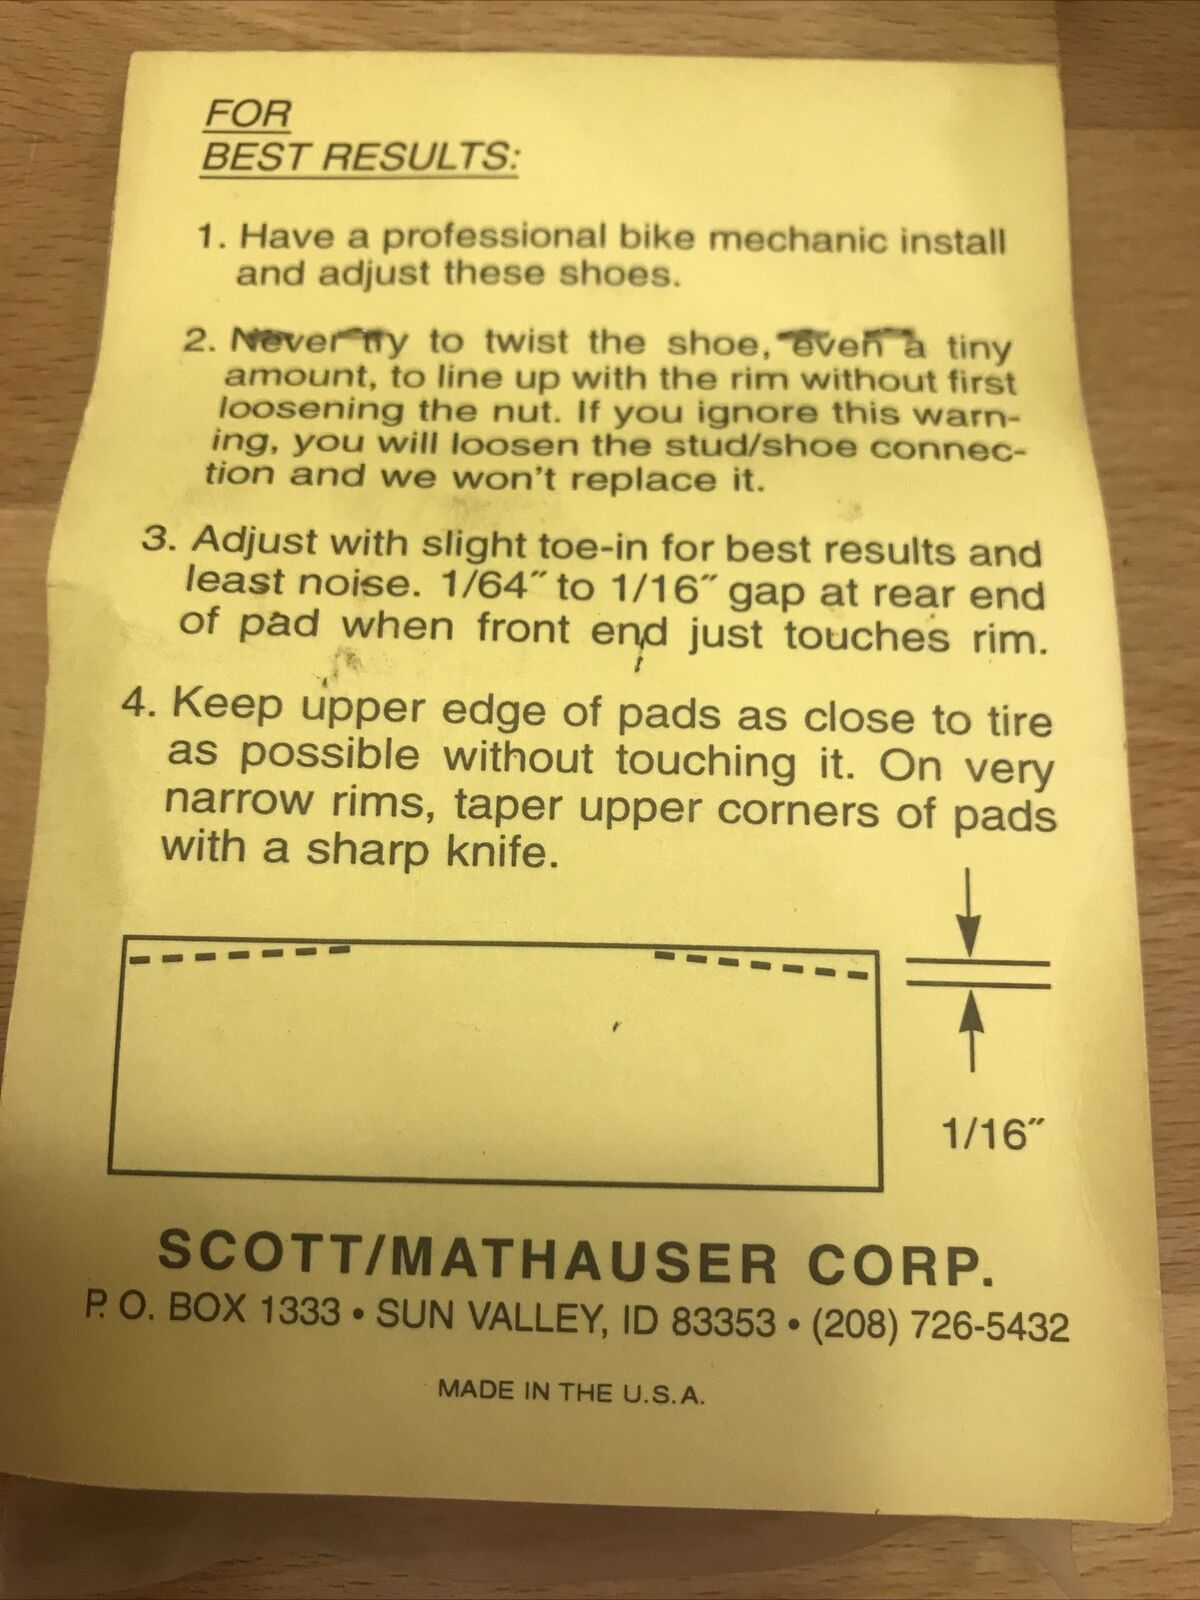 FOR
BEST RESULTS:
1. Have a professional bike mechanic install
and adjust these shoes.
2. Never try to twist the shoe, even a tiny
amount, to line up with the rim without first
loosening the nut. If you ignore this warn-
ing, you will loosen the stud/shoe connec-
tion and we won't replace it.
3. Adjust with slight toe-in for best results and
least noise. 1/64″ to 1/16″ gap at rear end
of pad when front end just touches rim.
4. Keep upper edge of pads as close to tire
as possible without touching it. On very
narrow rims, taper upper corners of pads
with a sharp knife.
1/16″
SCOTT/MATHAUSER CORP.
P. O. BOX 1333 • SUN VALLEY, ID 83353 • (208) 726-5432
MADE IN THE U.S.A.